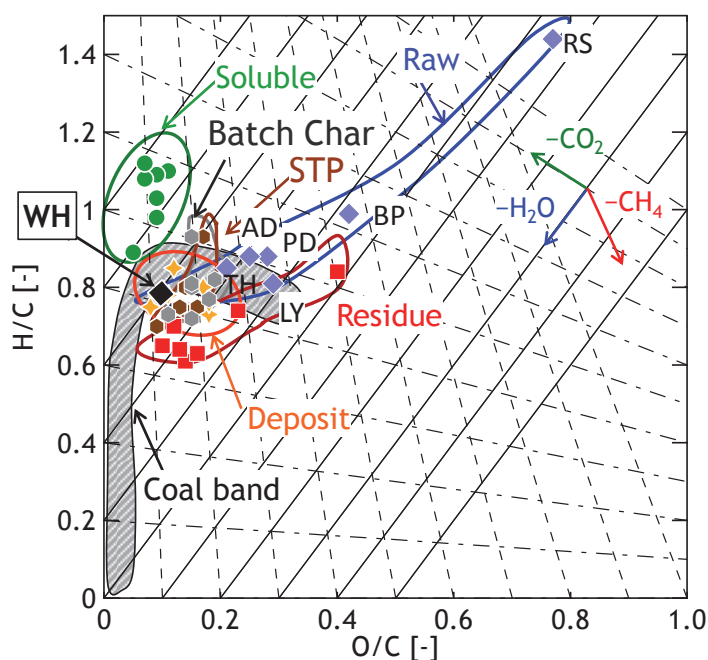 1.4
1.2
1
0.8
0.6
0.4
0.2
0
H/C [-]
Soluble
Raw
RS
Batch Char
STP
–CO₂
–H₂O
–CH₄
WH
AD
PD
BP
TH
LY
Residue
Deposit
Coal band
0
0.2
0.4
0.6
0.8
1.0
O/C [-]